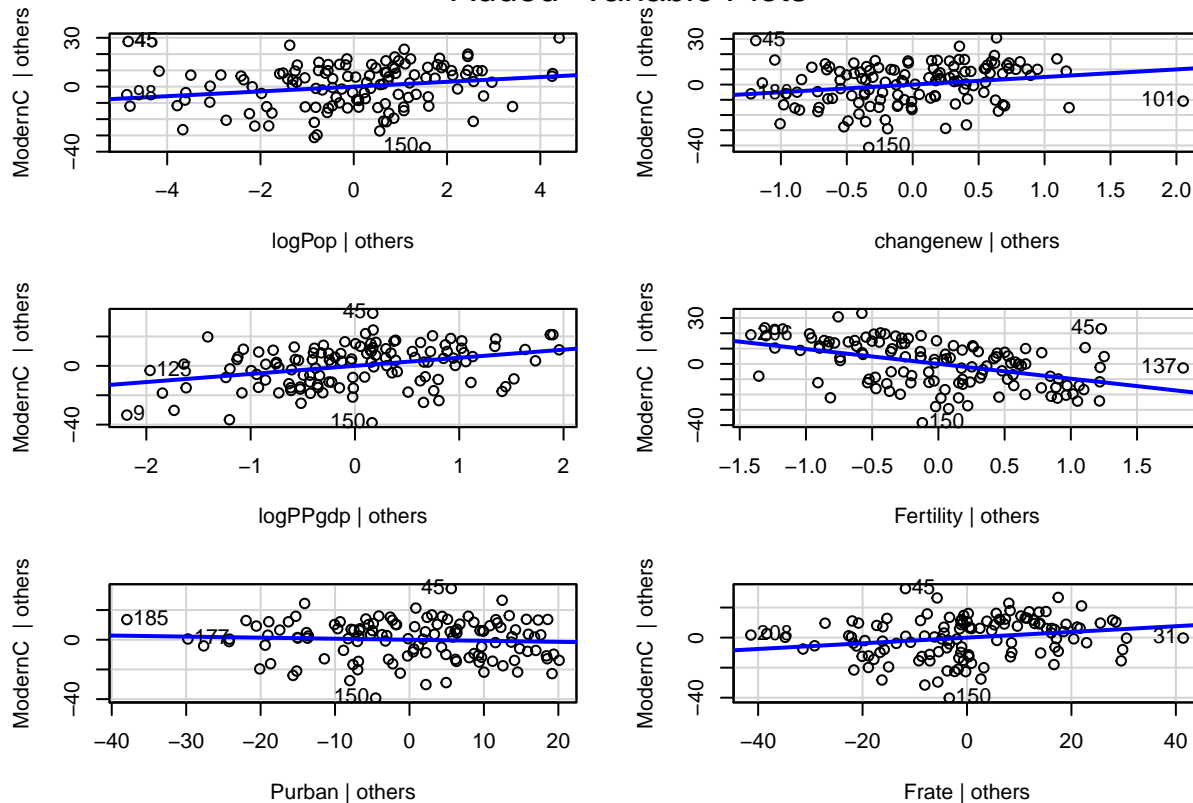 Added−Variable Plots
ModernC | others
30
0
−40
45
98
150
−4 −2 0 2 4
logPop | others
ModernC | others
30
0
−40
45
101
150
−1.0 −0.5 0.0 0.5 1.0 1.5 2.0
changenew | others
ModernC | others
0
−40
45
125
9
150
−2 −1 0 1 2
logPPgdp | others
ModernC | others
30
0
−40
45
137
150
−1.5 −1.0 −0.5 0.0 0.5 1.0 1.5
Fertility | others
ModernC | others
0
−40
45
185
177
150
−40 −30 −20 −10 0 10 20
Purban | others
ModernC | others
0
−40
45
208
31
150
−40 −20 0 20 40
Frate | others